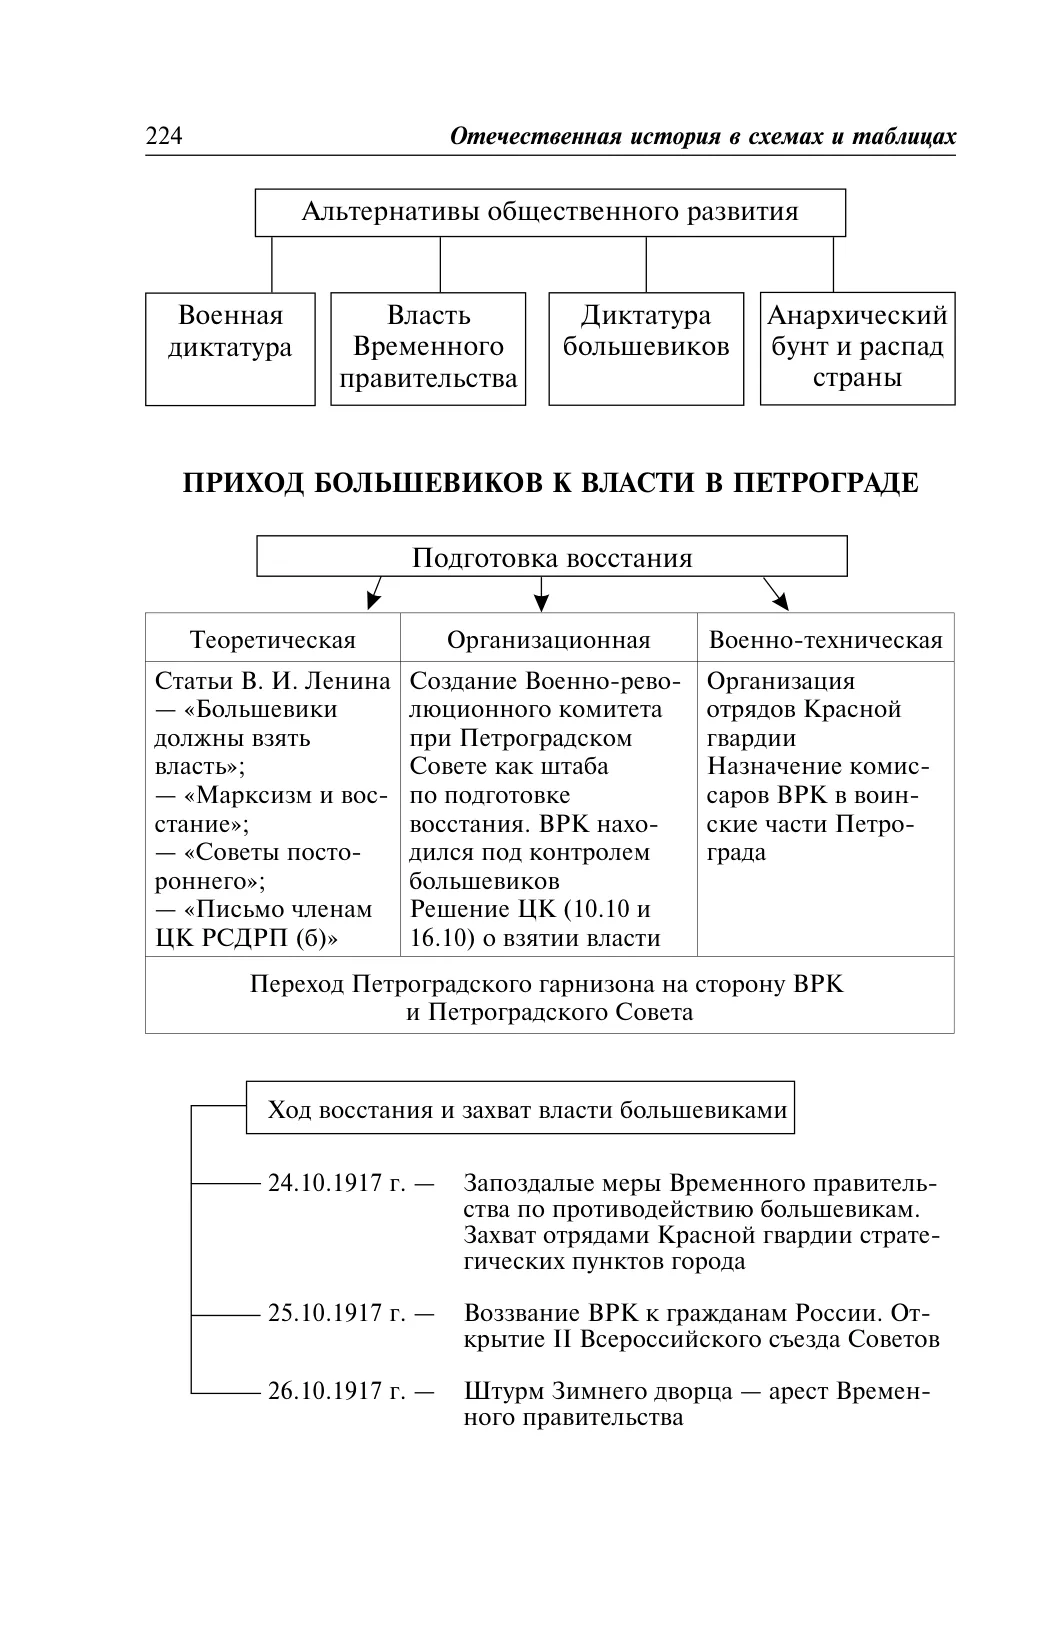 224
Отечественная история в схемах и таблицах
Альтернативы общественного развития
Военная
диктатура
Власть
Временного
правительства
Диктатура
большевиков
Анархический
бунт и распад
страны
ПРИХОД БОЛЬШЕВИКОВ К ВЛАСТИ В ПЕТРОГРАДЕ
Подготовка восстания
Теоретическая
Организационная
Военно-техническая
Статьи В. И. Ленина
— «Большевики
должны взять
власть»;
— «Марксизм и вос-
стание»;
— «Советы посто-
роннего»;
— «Письмо членам
ЦК РСДРП (б)»
Создание Военно-рево-
люционного комитета
при Петроградском
Совете как штаба
по подготовке
восстания. ВРК нахо-
дился под контролем
большевиков
Решение ЦК (10.10 и
16.10) о взятии власти
Организация
отрядов Красной
гвардии
Назначение комис-
саров ВРК в воин-
ские части Петро-
града
Переход Петроградского гарнизона на сторону ВРК
и Петроградского Совета
Ход восстания и захват власти большевиками
24.10.1917 г. — Запоздалые меры Временного правитель-
ства по противодействию большевикам.
Захват отрядами Красной гвардии страте-
гических пунктов города
25.10.1917 г. — Воззвание ВРК к гражданам России. От-
крытие II Всероссийского съезда Советов
26.10.1917 г. — Штурм Зимнего дворца — арест Времен-
ного правительства